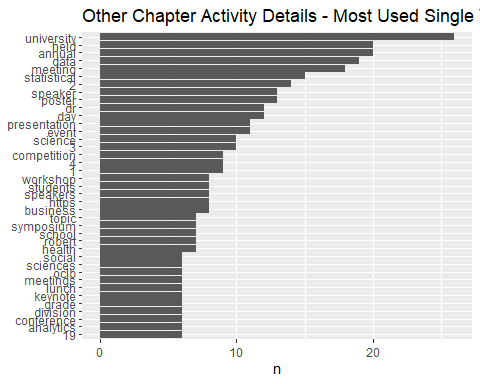 Other Chapter Activity Details - Most Used Single
university
held
annual
data
meeting
statistical
2
speaker
poster
dr
day
presentation
event
science
3
competition
4
1
workshop
students
speakers
https
business
topic
symposium
school
robert
health
social
sciences
ocib
meetings
lunch
keynote
grade
division
conference
analytics
19
0
10
20
n